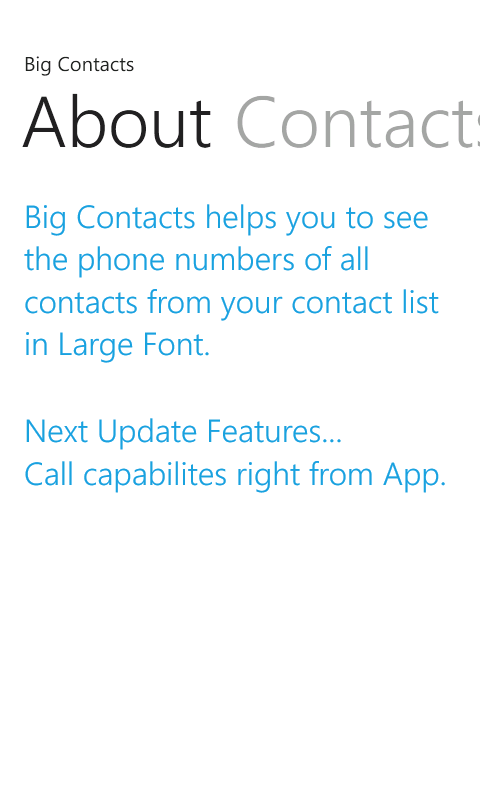 Big Contacts
About Contacts
Big Contacts helps you to see
the phone numbers of all
contacts from your contact list
in Large Font.
Next Update Features...
Call capabilites right from App.